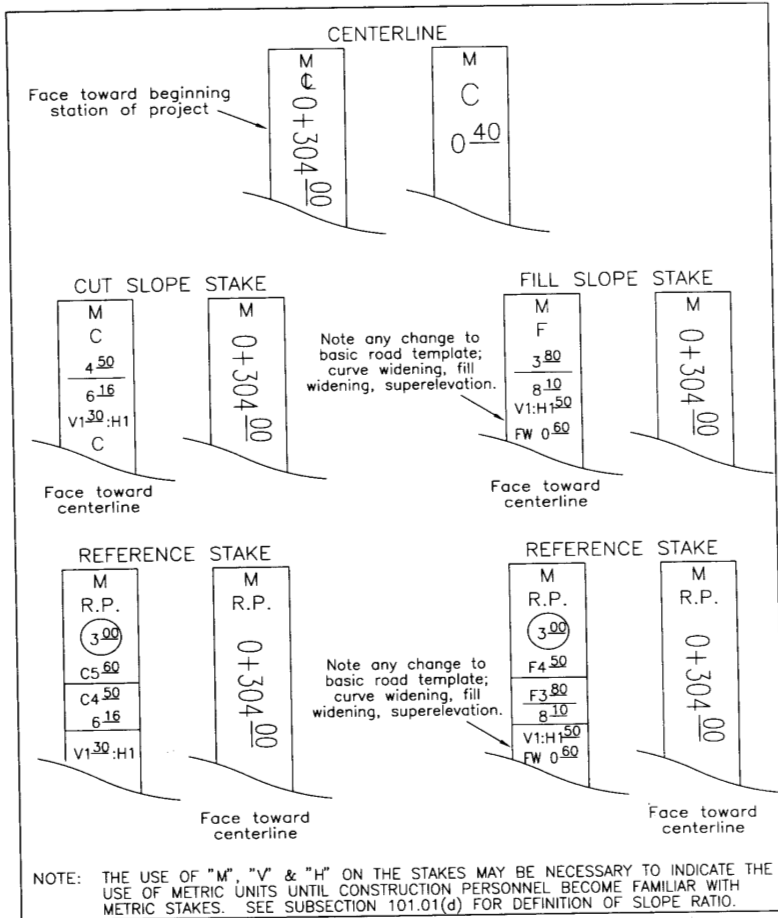 CENTERLINE
Face toward beginning
station of project
M
℄
0+304.00
M
C
0.40
CUT SLOPE STAKE
M
C
4.50
6.16
V1.30:H1
C
Face toward
centerline
M
0+304.00
FILL SLOPE STAKE
Note any change to
basic road template;
curve widening, fill
widening, superelevation.
M
F
3.80
8.10
V1:H1.50
FW 0.60
Face toward
centerline
M
0+304.00
REFERENCE STAKE
M
R.P.
3.00
C5.60
C4.50
6.16
V1.30:H1
M
R.P.
0+304.00
Face toward
centerline
REFERENCE STAKE
Note any change to
basic road template;
curve widening, fill
widening, superelevation.
M
R.P.
3.00
F4.50
F3.80
8.10
V1:H1.50
FW 0.60
M
R.P.
0+304.00
Face toward
centerline
NOTE: THE USE OF "M", "V" & "H" ON THE STAKES MAY BE NECESSARY TO INDICATE THE
USE OF METRIC UNITS UNTIL CONSTRUCTION PERSONNEL BECOME FAMILIAR WITH
METRIC STAKES. SEE SUBSECTION 101.01(d) FOR DEFINITION OF SLOPE RATIO.